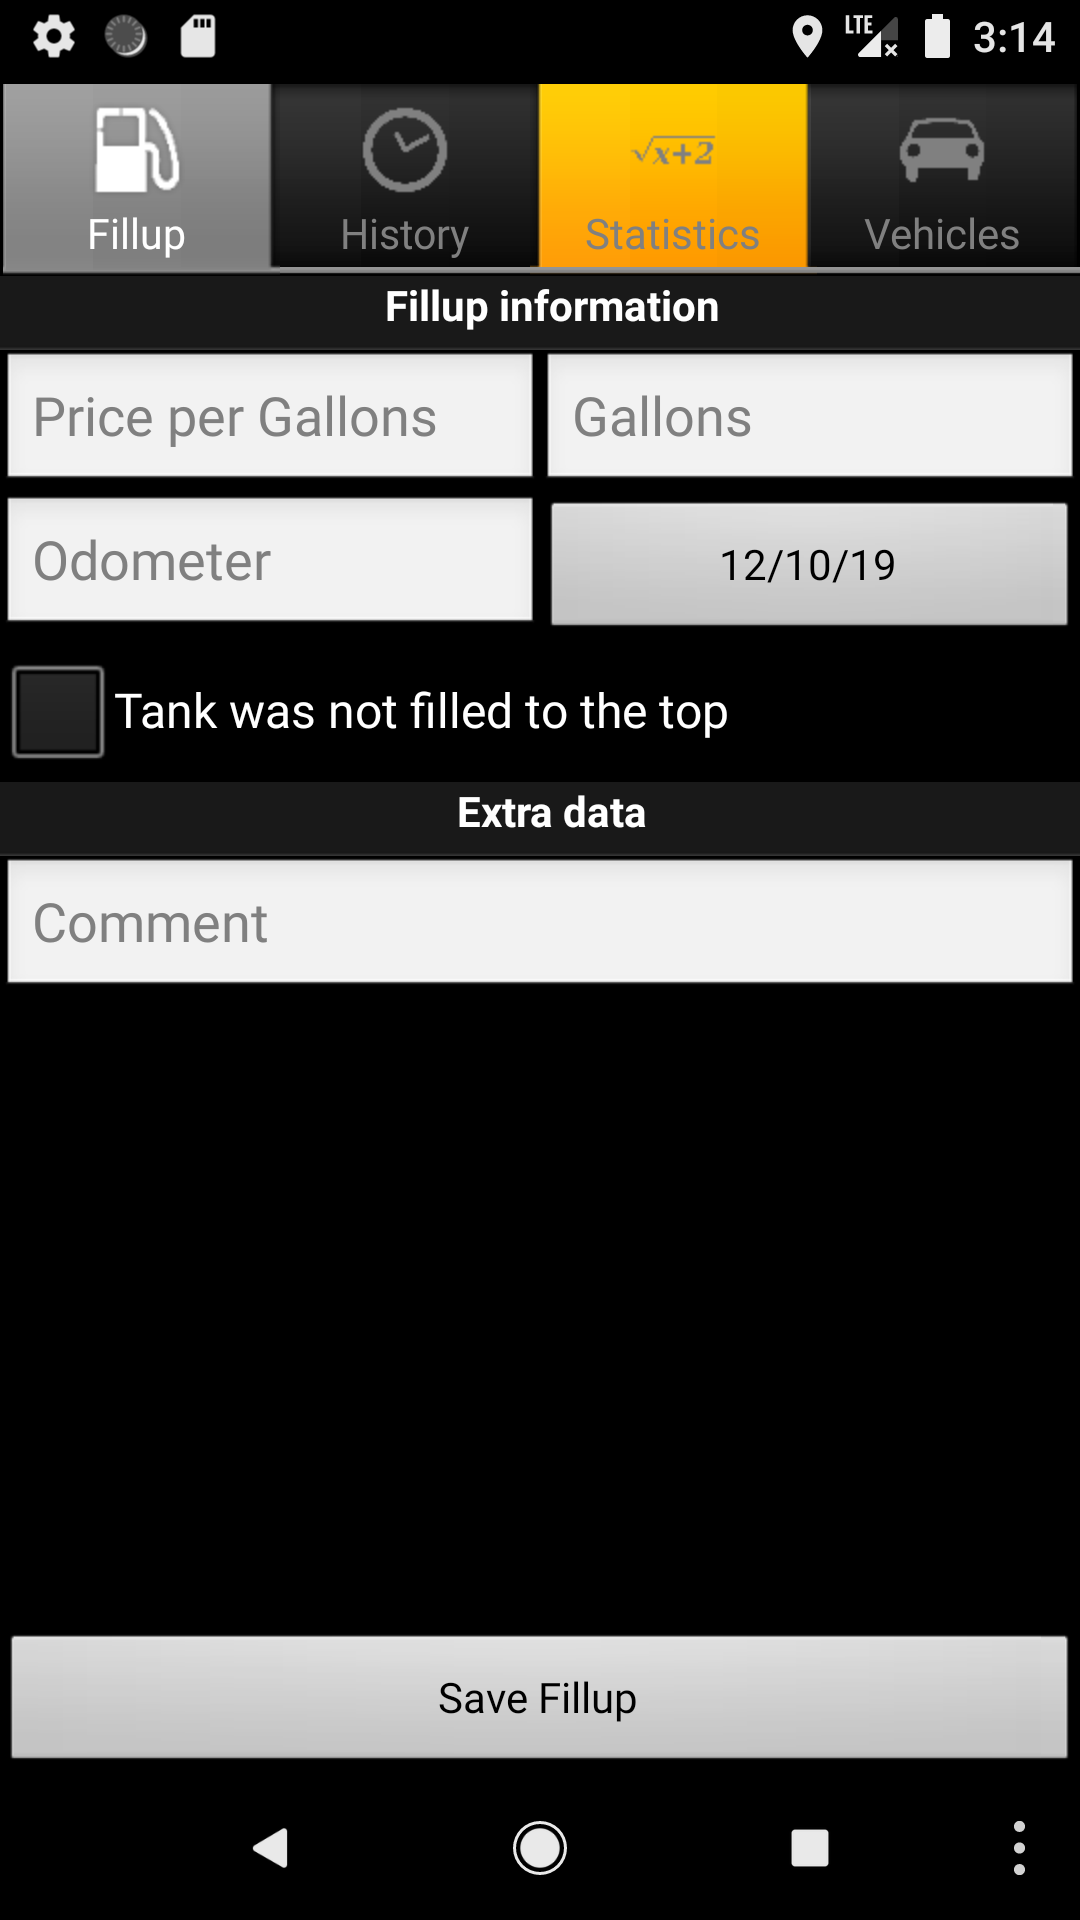 LTE 3:14
Fillup History √x+2 Statistics Vehicles
Fillup information
Price per Gallons Gallons
Odometer 12/10/19
Tank was not filled to the top
Extra data
Comment
Save Fillup